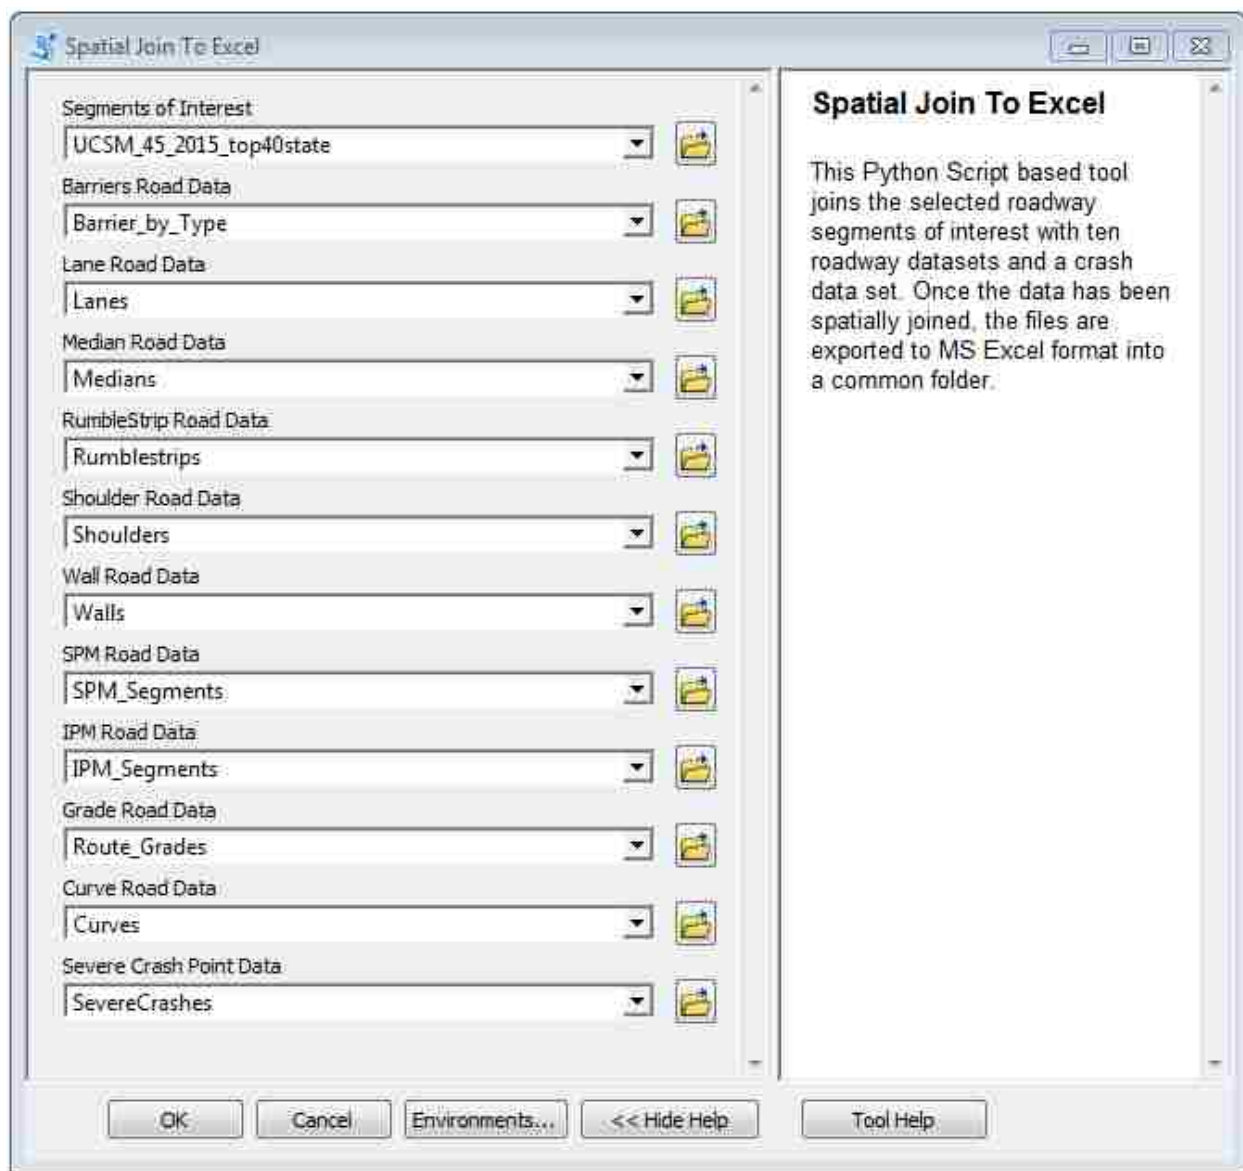 Spatial Join To Excel
Segments of Interest
UCSM_45_2015_top40state
Barriers Road Data
Barrier_by_Type
Lane Road Data
Lanes
Median Road Data
Medians
RumbleStrip Road Data
Rumblestrips
Shoulder Road Data
Shoulders
Wall Road Data
Walls
SPM Road Data
SPM_Segments
IPM Road Data
IPM_Segments
Grade Road Data
Route_Grades
Curve Road Data
Curves
Severe Crash Point Data
SevereCrashes
Spatial Join To Excel
This Python Script based tool
joins the selected roadway
segments of interest with ten
roadway datasets and a crash
data set. Once the data has been
spatially joined, the files are
exported to MS Excel format into
a common folder.
OK
Cancel
Environments...
<< Hide Help
Tool Help